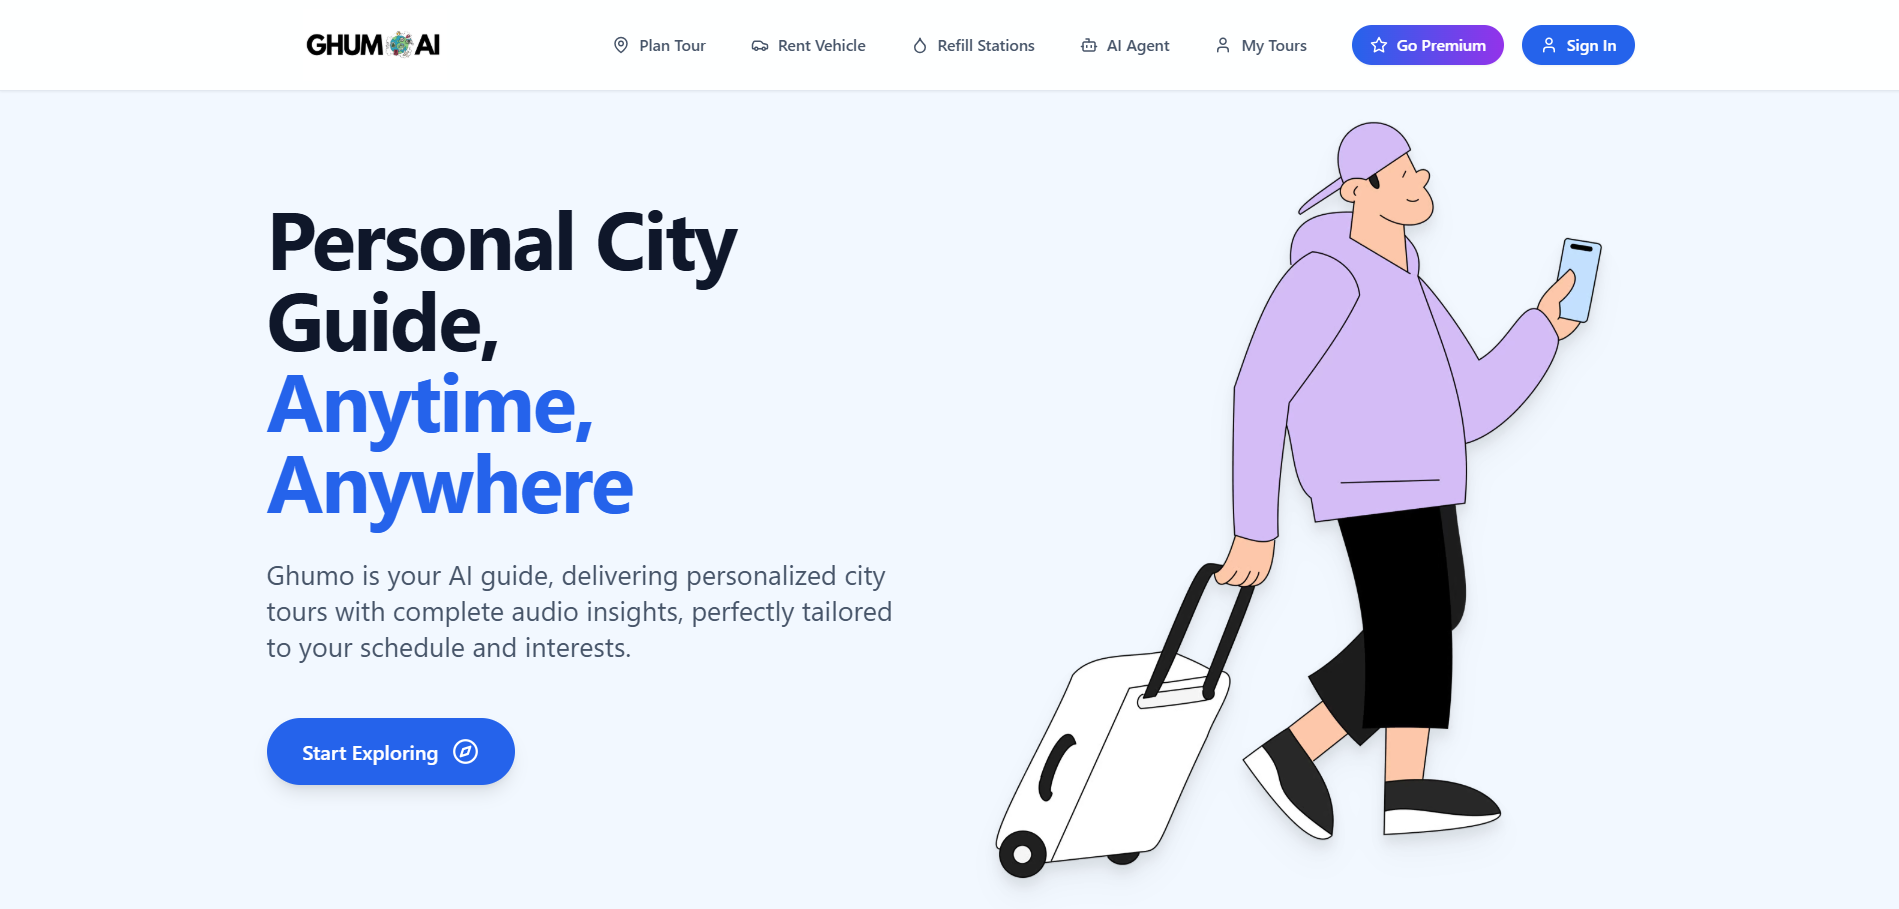 GHUMO AI
Plan Tour
Rent Vehicle
Refill Stations
AI Agent
My Tours
Go Premium
Sign In
Personal City
Guide,
Anytime,
Anywhere
Ghumo is your AI guide, delivering personalized city
tours with complete audio insights, perfectly tailored
to your schedule and interests.
Start Exploring